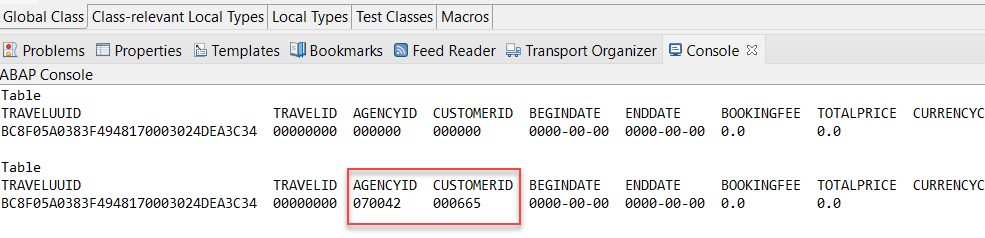 Global Class Class-relevant Local Types Local Types Test Classes Macros
Problems Properties Templates Bookmarks Feed Reader Transport Organizer Console
ABAP Console
Table
TRAVELUUID TRAVELID AGENCYID CUSTOMERID BEGINDATE ENDDATE BOOKINGFEE TOTALPRICE CURRENCYC
BC8F05A0383F4948170003024DEA3C34 00000000 000000 000000 0000-00-00 0000-00-00 0.0 0.0
Table
TRAVELUUID TRAVELID AGENCYID CUSTOMERID BEGINDATE ENDDATE BOOKINGFEE TOTALPRICE CURRENCYC
BC8F05A0383F4948170003024DEA3C34 00000000 070042 000665 0000-00-00 0000-00-00 0.0 0.0